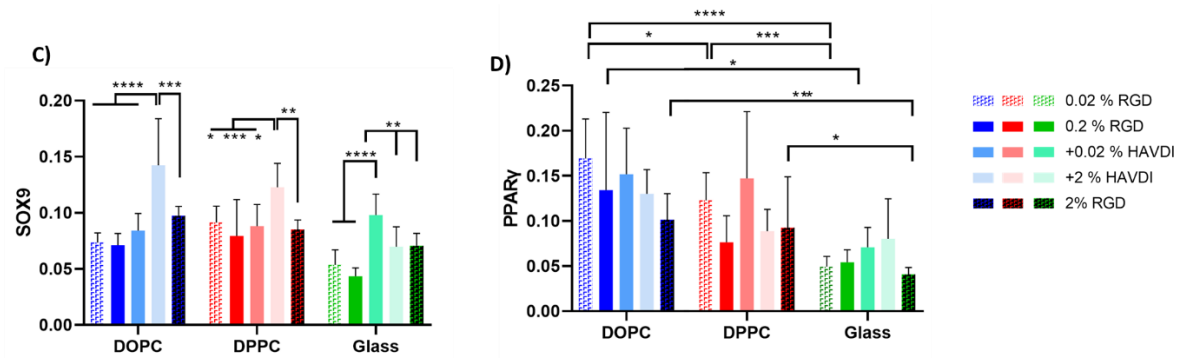 C)
SOX9
0.20
0.15
0.10
0.05
0.00
**** ***
* *** * **
**** **
DOPC DPPC Glass
D)
PPARγ
0.25
0.20
0.15
0.10
0.05
0.00
****
* ***
*
***
*
DOPC DPPC Glass
0.02 % RGD
0.2 % RGD
+0.02 % HAVDI
+2 % HAVDI
2% RGD